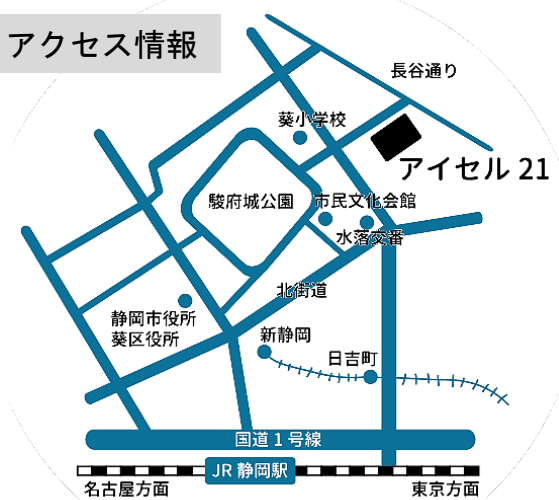 アクセス情報
長谷通り
葵小学校
アイセル 21
駿府城公園
市民文化会館
水落交番
北街道
静岡市役所
葵区役所
新静岡
日吉町
国道 1 号線
JR 静岡駅
名古屋方面
東京方面